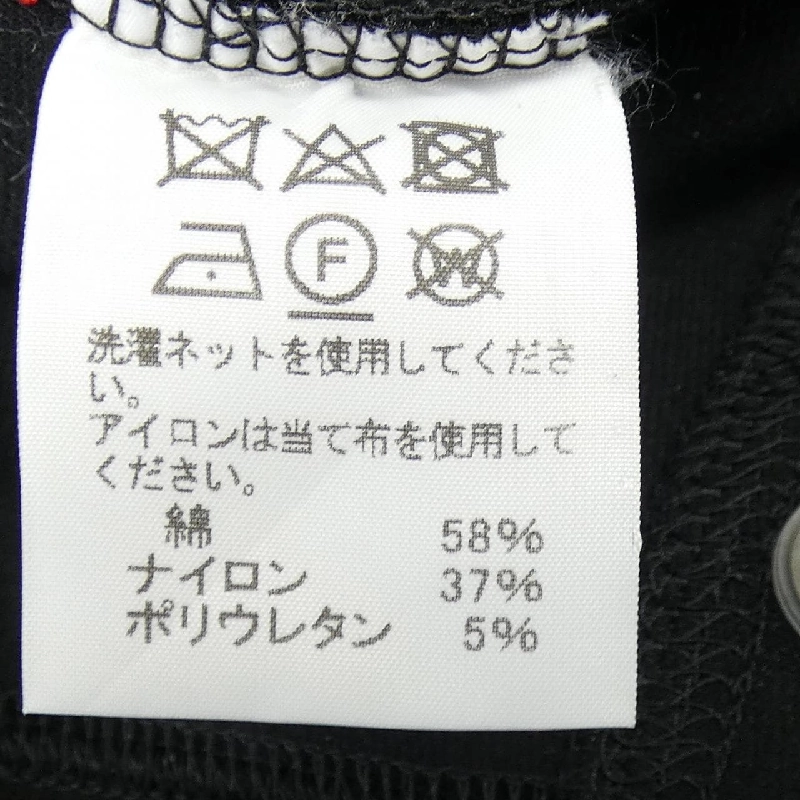 F W
洗濯ネットを使用してくださ
い。
アイロンは当て布を使用して
ください。
綿 58%
ナイロン 37%
ポリウレタン 5%